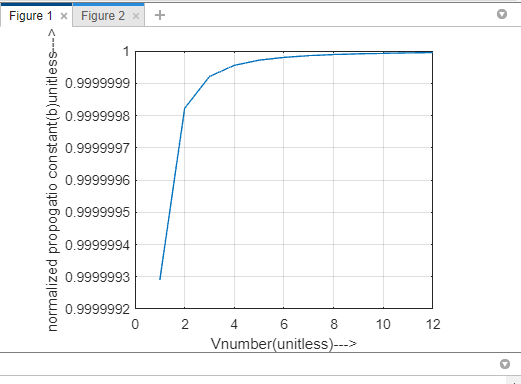 Figure 1 × Figure 2 × +
normalized propogatio constant(b)unitless--->
1
0.9999999
0.9999998
0.9999997
0.9999996
0.9999995
0.9999994
0.9999993
0.9999992
0 2 4 6 8 10 12
Vnumber(unitless)--->